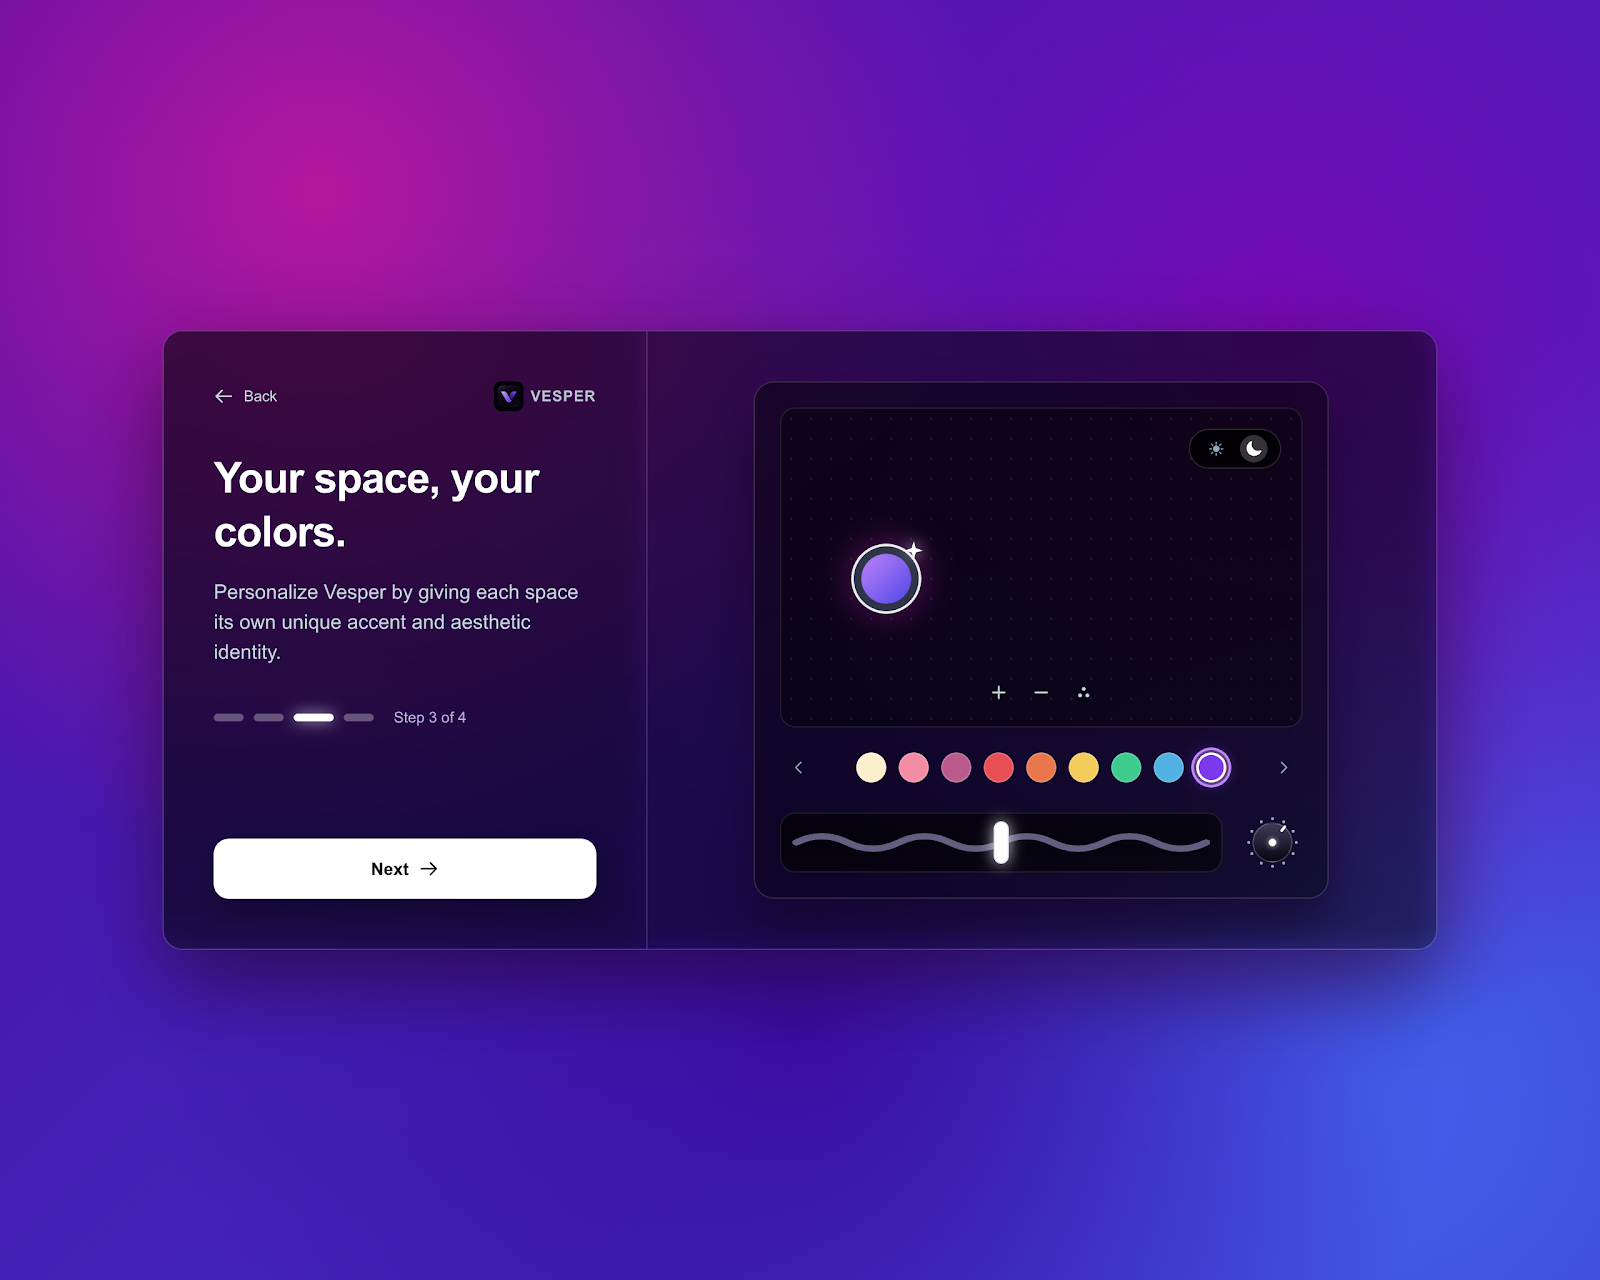 Back
VESPER
Your space, your
colors.
Personalize Vesper by giving each space
its own unique accent and aesthetic
identity.
Step 3 of 4
Next